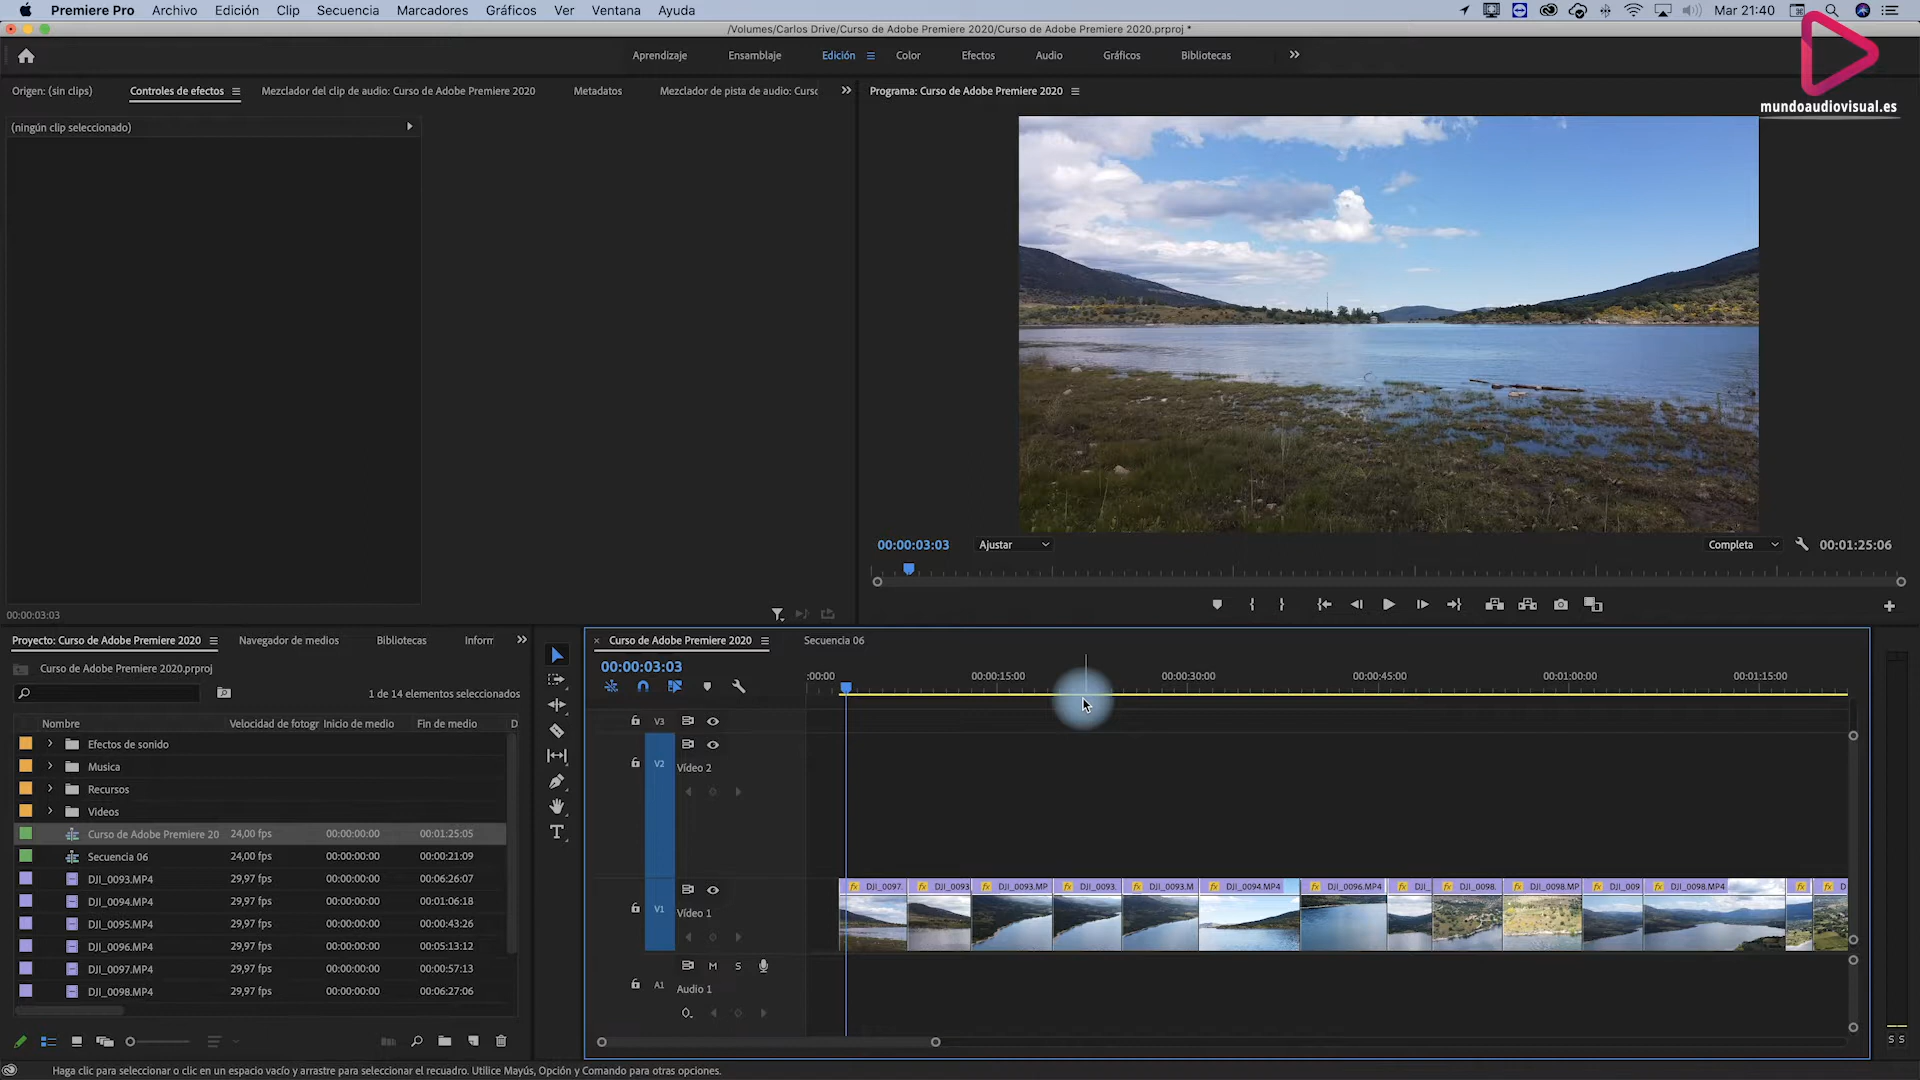 Premiere Pro Archivo Edición Clip Secuencia Marcadores Gráficos Ver Ventana Ayuda Mar 21:40
/Volumes/Carlos Drive/Curso de Adobe Premiere 2020/Curso de Adobe Premiere 2020.prproj *
Aprendizaje Ensamblaje Edición Color Efectos Audio Gráficos Bibliotecas
mundoaudiovisual.es
Origen: (sin clips) Controles de efectos Mezclador del clip de audio: Curso de Adobe Premiere 2020 Metadatos Mezclador de pista de audio: Curso
Programa: Curso de Adobe Premiere 2020
(ningún clip seleccionado)
00:00:03:03 Ajustar Completa 00:01:25:06
00:00:03:03
Proyecto: Curso de Adobe Premiere 2020 Navegador de medios Bibliotecas Inform
Curso de Adobe Premiere 2020.prproj
1 de 14 elementos seleccionados
Nombre Velocidad de fotogr Inicio de medio Fin de medio D
Efectos de sonido
Musica
Recursos
Videos
Curso de Adobe Premiere 20 24,00 fps 00:00:00:00 00:01:25:05
Secuencia 06 24,00 fps 00:00:00:00 00:00:21:09
DJI_0093.MP4 29,97 fps 00:00:00:00 00:06:26:07
DJI_0094.MP4 29,97 fps 00:00:00:00 00:01:06:18
DJI_0095.MP4 29,97 fps 00:00:00:00 00:00:43:26
DJI_0096.MP4 29,97 fps 00:00:00:00 00:05:13:12
DJI_0097.MP4 29,97 fps 00:00:00:00 00:00:57:13
DJI_0098.MP4 29,97 fps 00:00:00:00 00:06:27:06
Curso de Adobe Premiere 2020 Secuencia 06
00:00:03:03
:00:00 00:00:15:00 00:00:30:00 00:00:45:00 00:01:00:00 00:01:15:00
V3
V2 Vídeo 2
fx DJI_0097. fx DJI_0093 fx DJI_0093.MP fx DJI_0093. fx DJI_0093.M fx DJI_0094.MP4 fx DJI_0096.MP4 fx DJI_ fx DJI_0098. fx DJI_0098.MP fx DJI_009 fx DJI_0098.MP4 fx fx D
V1 Vídeo 1
M S
A1 Audio 1
S S
Haga clic para seleccionar o clic en un espacio vacío y arrastre para seleccionar el recuadro. Utilice Mayús, Opción y Comando para otras opciones.